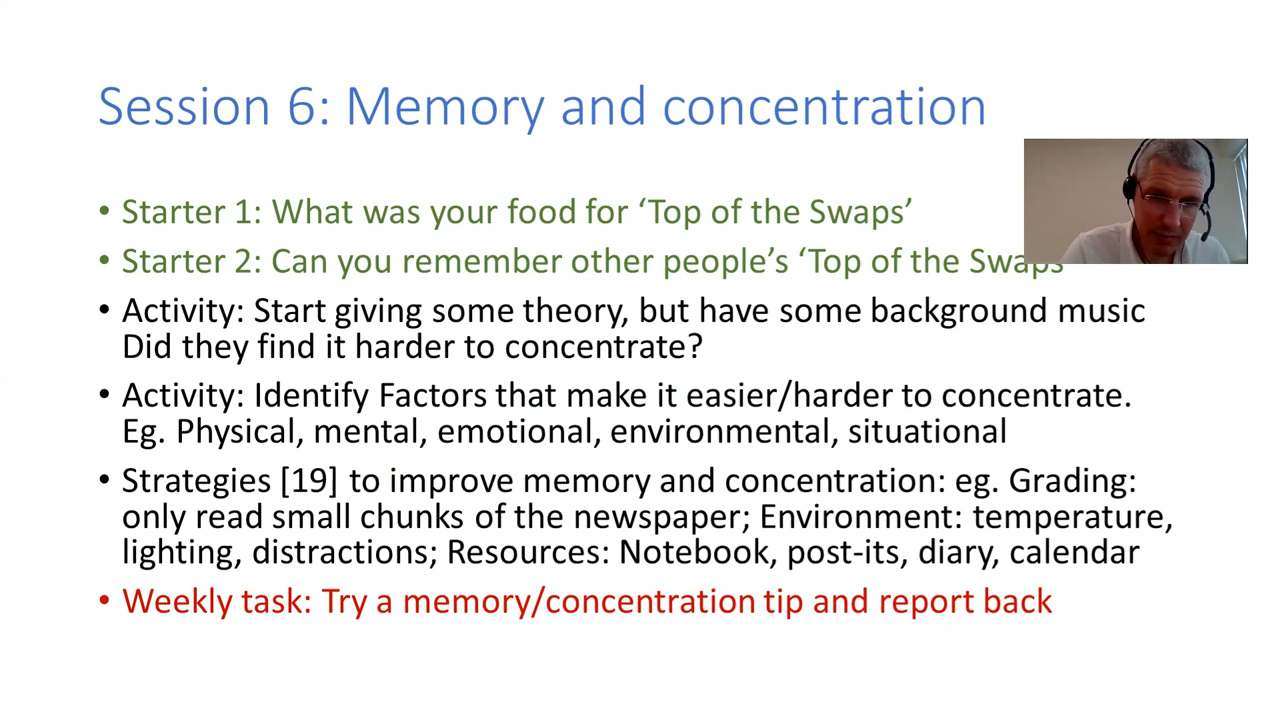 Session 6: Memory and concentration
• Starter 1: What was your food for ‘Top of the Swaps’
• Starter 2: Can you remember other people’s ‘Top of the Swaps’
• Activity: Start giving some theory, but have some background music
Did they find it harder to concentrate?
• Activity: Identify Factors that make it easier/harder to concentrate.
Eg. Physical, mental, emotional, environmental, situational
• Strategies [19] to improve memory and concentration: eg. Grading:
only read small chunks of the newspaper; Environment: temperature,
lighting, distractions; Resources: Notebook, post-its, diary, calendar
• Weekly task: Try a memory/concentration tip and report back